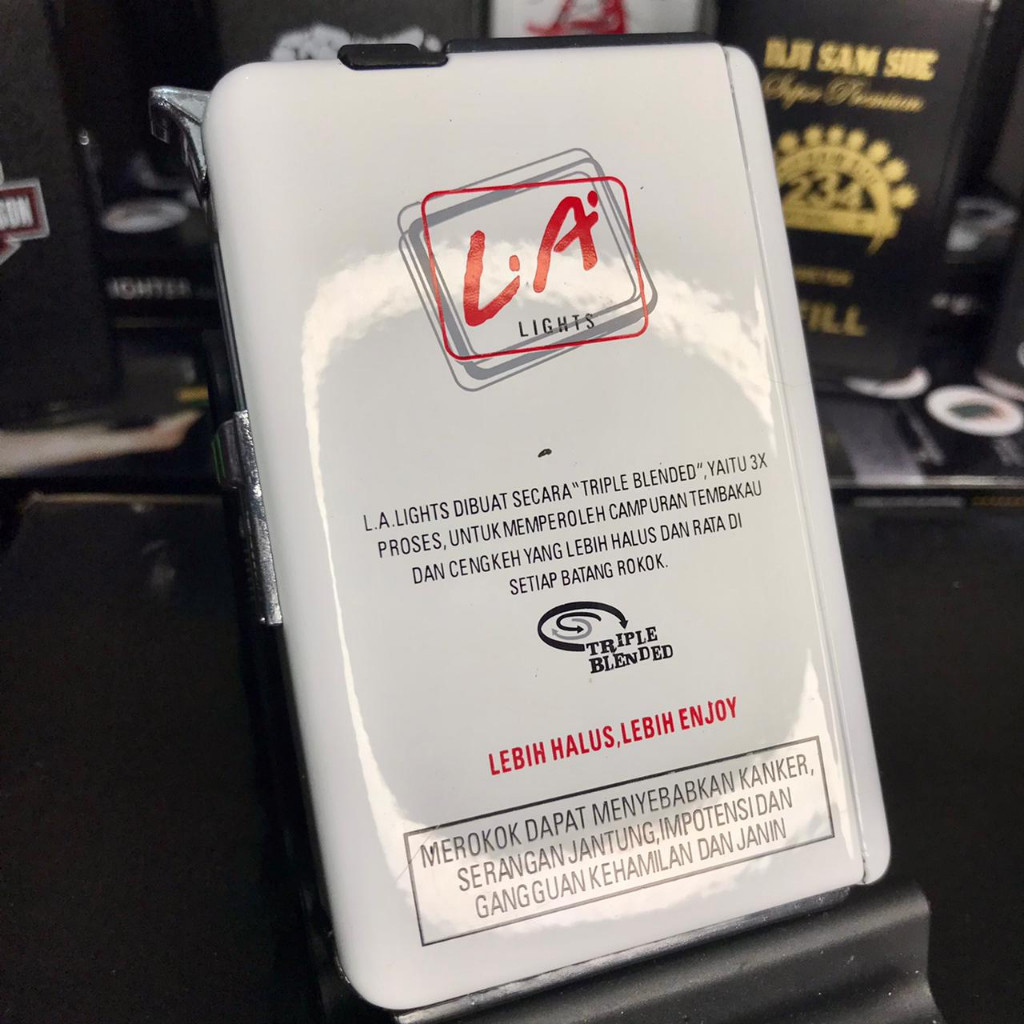 L.A.
LIGHTS
L.A.LIGHTS DIBUAT SECARA "TRIPLE BLENDED", YAITU 3X
PROSES, UNTUK MEMPEROLEH CAMPURAN TEMBAKAU
DAN CENGKEH YANG LEBIH HALUS DAN RATA DI
SETIAP BATANG ROKOK.
TRIPLE
BLENDED
LEBIH HALUS, LEBIH ENJOY
MEROKOK DAPAT MENYEBABKAN KANKER,
SERANGAN JANTUNG, IMPOTENSI DAN
GANGGUAN KEHAMILAN DAN JANIN
DJI SAM SOE
Super Premium
234